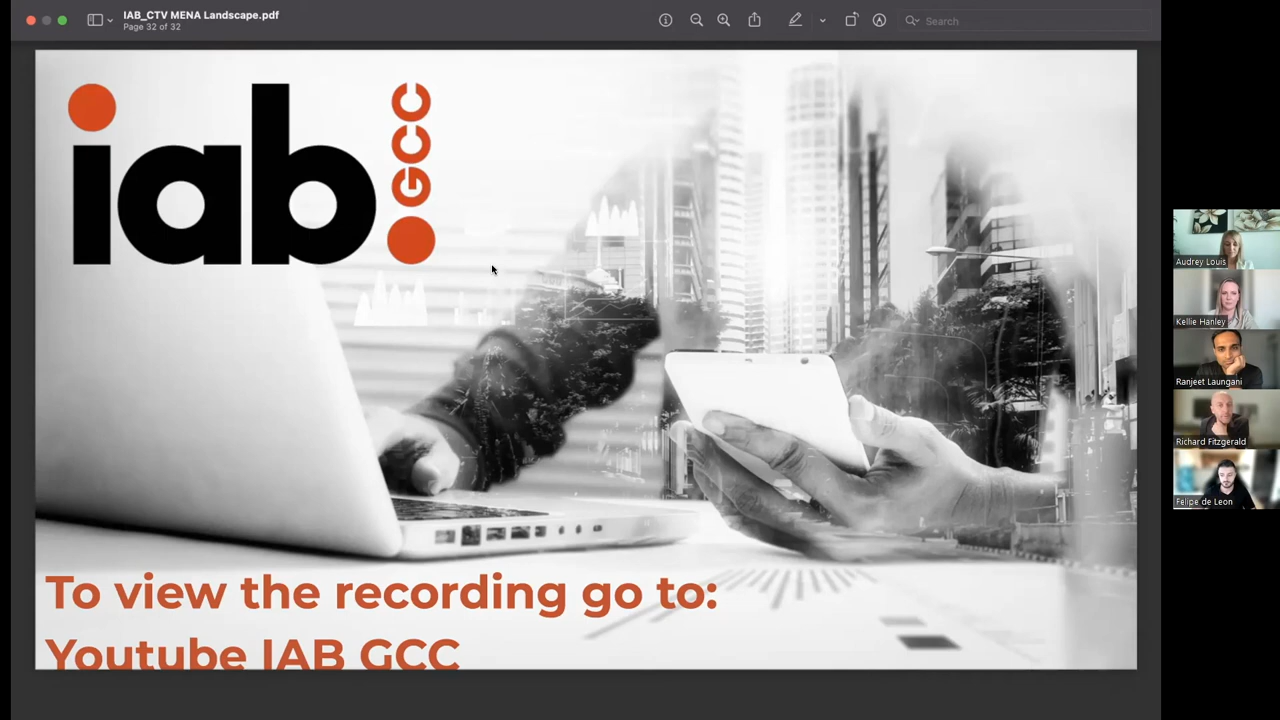 IAB_CTV MENA Landscape.pdf
Page 32 of 32
Search
iab
GCC
To view the recording go to:
Youtube IAB GCC
Audrey Louis
Kellie Hanley
Ranjeet Laungani
Richard Fitzgerald
Felipe de Leon